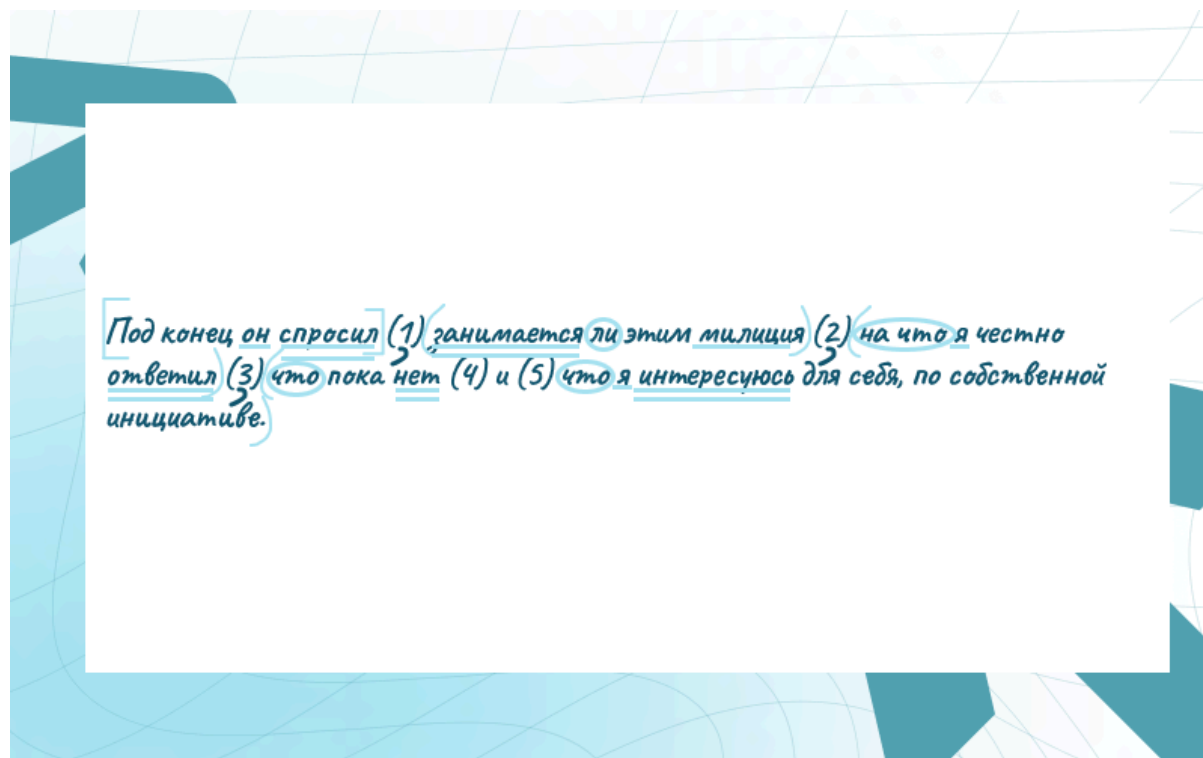 Под конец он спросил (1) занимается ли этим милиция (2) на что я честно
ответил (3) что пока нет (4) и (5) что я интересуюсь для себя, по собственной
инициативе.